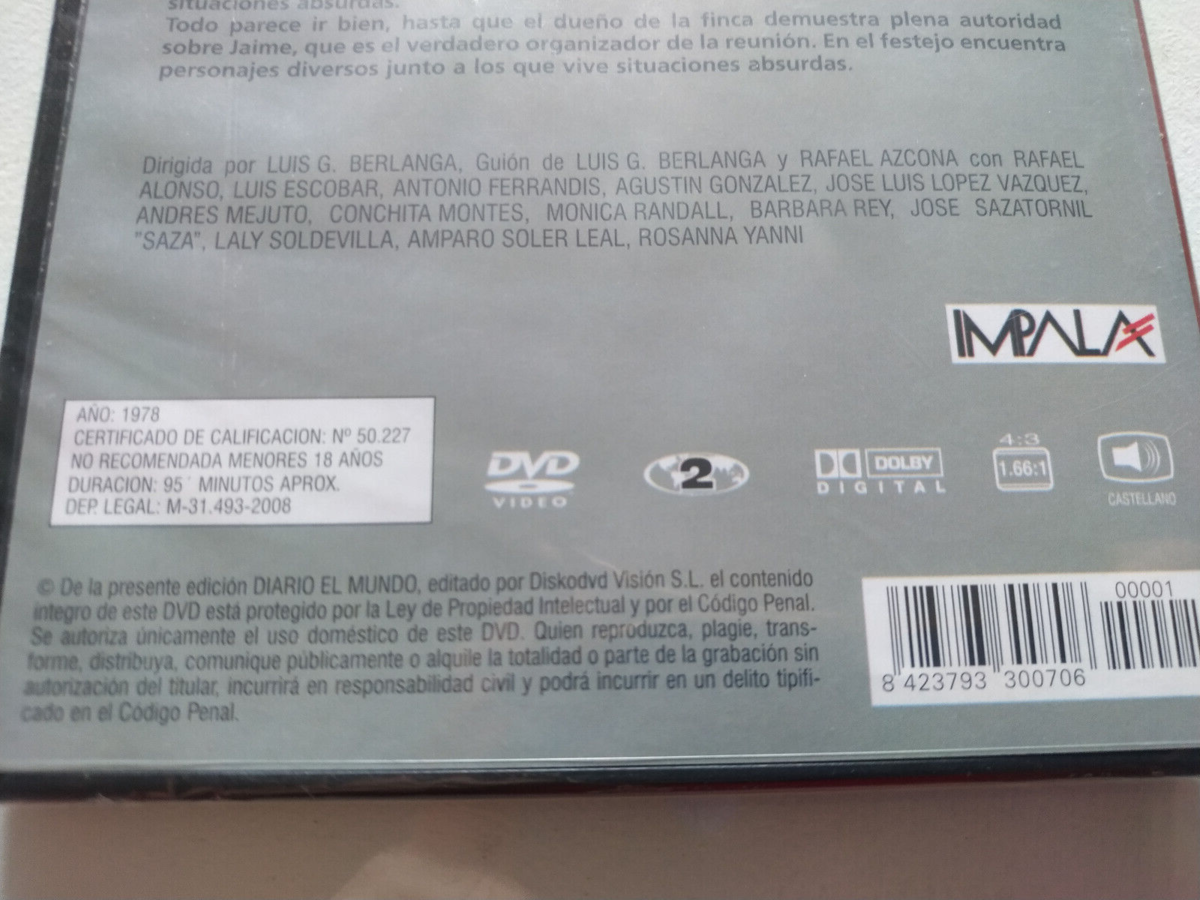 situaciones absurdas.
Todo parece ir bien, hasta que el dueño de la finca demuestra plena autoridad
sobre Jaime, que es el verdadero organizador de la reunión. En el festejo encuentra
personajes diversos junto a los que vive situaciones absurdas.
Dirigida por LUIS G. BERLANGA, Guión de LUIS G. BERLANGA y RAFAEL AZCONA con RAFAEL
ALONSO, LUIS ESCOBAR, ANTONIO FERRANDIS, AGUSTIN GONZALEZ, JOSE LUIS LOPEZ VAZQUEZ,
ANDRES MEJUTO, CONCHITA MONTES, MONICA RANDALL, BARBARA REY, JOSE SAZATORNIL
"SAZA", LALY SOLDEVILLA, AMPARO SOLER LEAL, ROSANNA YANNI
IMPALA
AÑO: 1978
CERTIFICADO DE CALIFICACION: Nº 50.227
NO RECOMENDADA MENORES 18 AÑOS
DURACION: 95´ MINUTOS APROX.
DEP. LEGAL: M-31.493-2008
DVD
VIDEO
2
DOLBY
DIGITAL
4:3
1.66:1
CASTELLANO
© De la presente edición DIARIO EL MUNDO, editado por Diskodvd Visión S.L. el contenido
integro de este DVD está protegido por la Ley de Propiedad Intelectual y por el Código Penal.
Se autoriza únicamente el uso doméstico de este DVD. Quien reproduzca, plagie, trans-
forme, distribuya, comunique públicamente o alquile la totalidad o parte de la grabación sin
autorización del titular, incurrirá en responsabilidad civil y podrá incurrir en un delito tipifi-
cado en el Código Penal.
00001
8 423793 300706